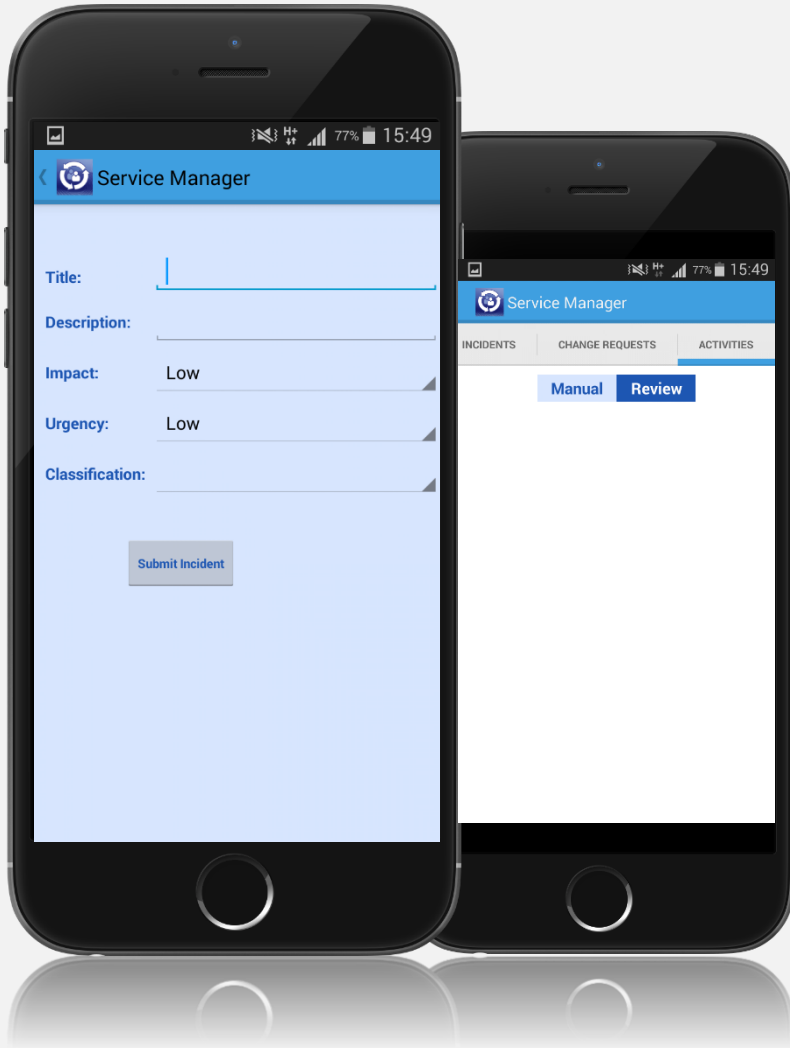 H+ 77% 15:49
Service Manager
Title:
Description:
Impact: Low
Urgency: Low
Classification:
Submit Incident
H+ 77% 15:49
Service Manager
INCIDENTS CHANGE REQUESTS ACTIVITIES
Manual Review